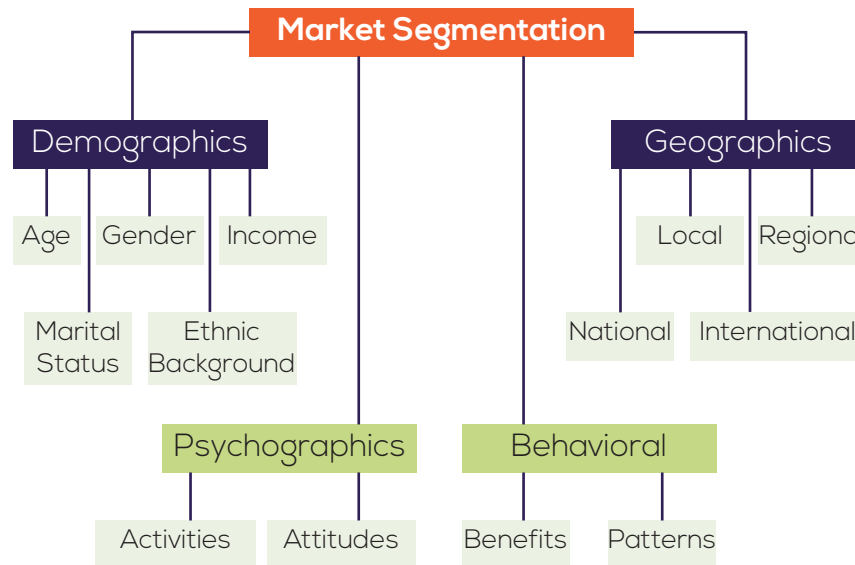 Market Segmentation
Demographics
Geographics
Age
Gender
Income
Local
Regiona
Marital
Status
Ethnic
Background
National
International
Psychographics
Behavioral
Activities
Attitudes
Benefits
Patterns